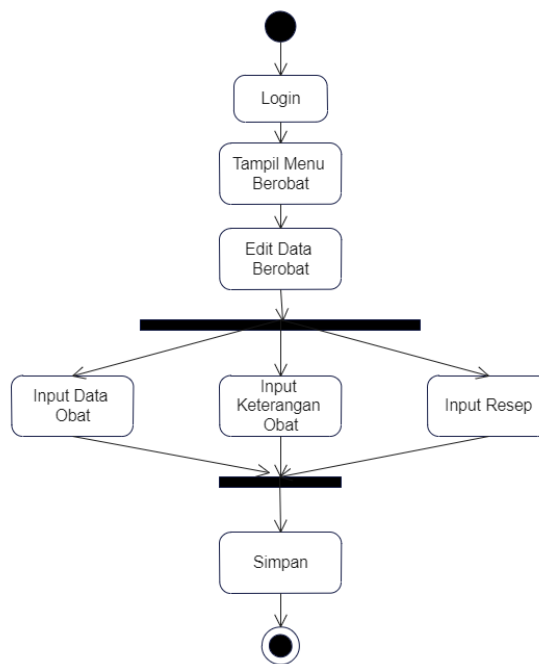 Login
Tampil Menu
Berobat
Edit Data
Berobat
Input Data
Obat
Input
Keterangan
Obat
Input Resep
Simpan